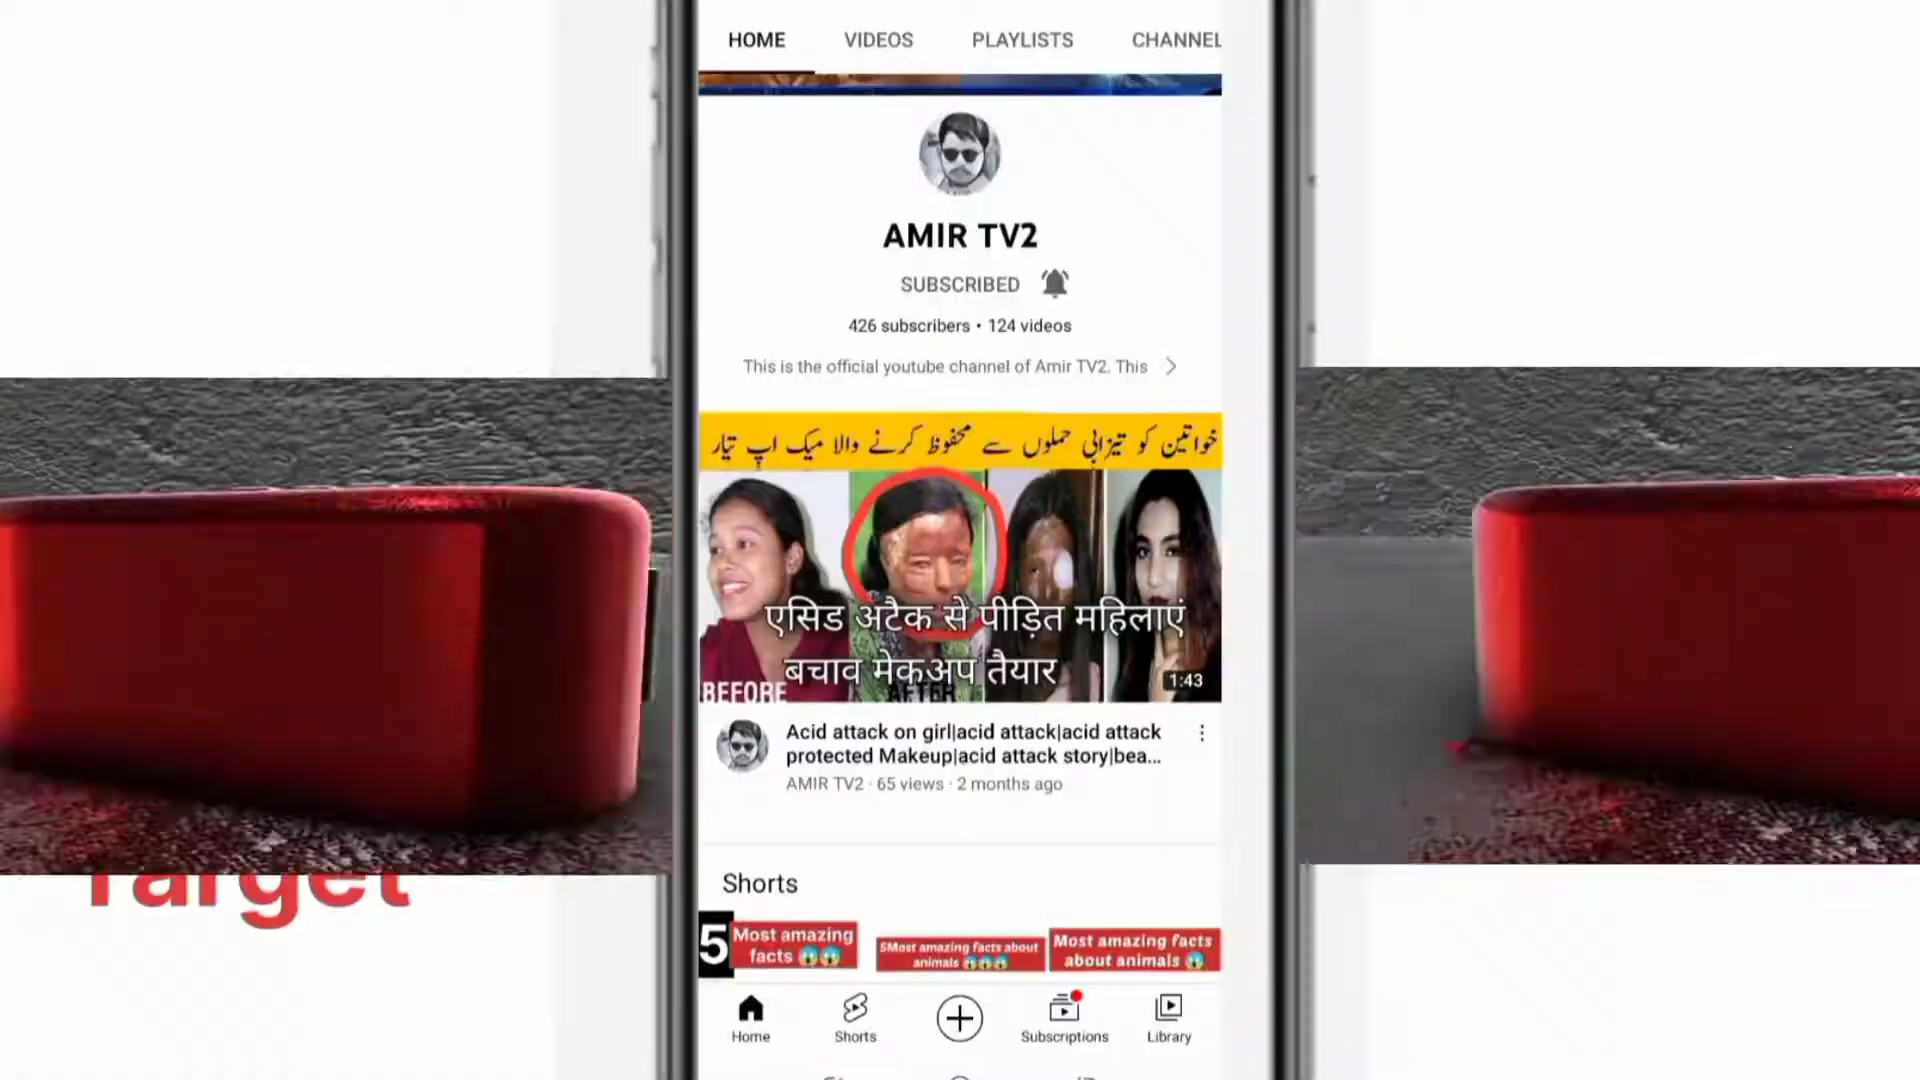 HOME VIDEOS PLAYLISTS CHANNEL
AMIR TV2
SUBSCRIBED
426 subscribers • 124 videos
This is the official youtube channel of Amir TV2. This
خواتین کو تیزابی حملوں سے محفوظ کرنے والا میک اپ تیار
एसिड अटैक से पीड़ित महिलाएं
बचाव मेकअप तैयार
BEFORE AFTER
1:43
Acid attack on girl|acid attack|acid attack
protected Makeup|acid attack story|bea...
AMIR TV2 · 65 views · 2 months ago
Target
Shorts
5
Most amazing
facts 😱😱
5Most amazing facts about
animals 😱😱😱
Most amazing facts
about animals 😱
Home Shorts Subscriptions Library